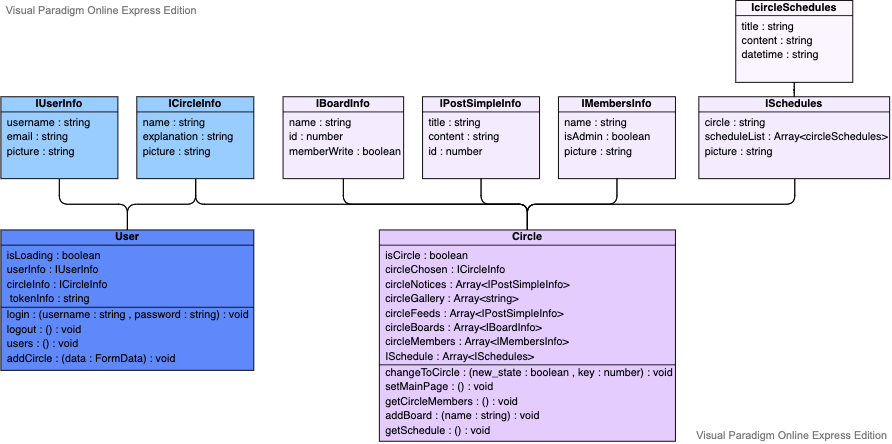 Visual Paradigm Online Express Edition
IcircleSchedules
title : string
content : string
datetime : string
IUserInfo
username : string
email : string
picture : string
ICircleInfo
name : string
explanation : string
picture : string
IBoardInfo
name : string
id : number
memberWrite : boolean
IPostSimpleInfo
title : string
content : string
id : number
IMembersInfo
name : string
isAdmin : boolean
picture : string
ISchedules
circle : string
scheduleList : Array<circleSchedules>
picture : string
User
isLoading : boolean
userInfo : IUserInfo
circleInfo : ICircleInfo
tokenInfo : string
login : (username : string , password : string) : void
logout : () : void
users : () : void
addCircle : (data : FormData) : void
Circle
isCircle : boolean
circleChosen : ICircleInfo
circleNotices : Array<IPostSimpleInfo>
circleGallery : Array<string>
circleFeeds : Array<IPostSimpleInfo>
circleBoards : Array<IBoardInfo>
circleMembers : Array<IMembersInfo>
ISchedule : Array<ISchedules>
changeToCircle : (new_state : boolean , key : number) : void
setMainPage : () : void
getCircleMembers : () : void
addBoard : (name : string) : void
getSchedule : () : void
Visual Paradigm Online Express Edition